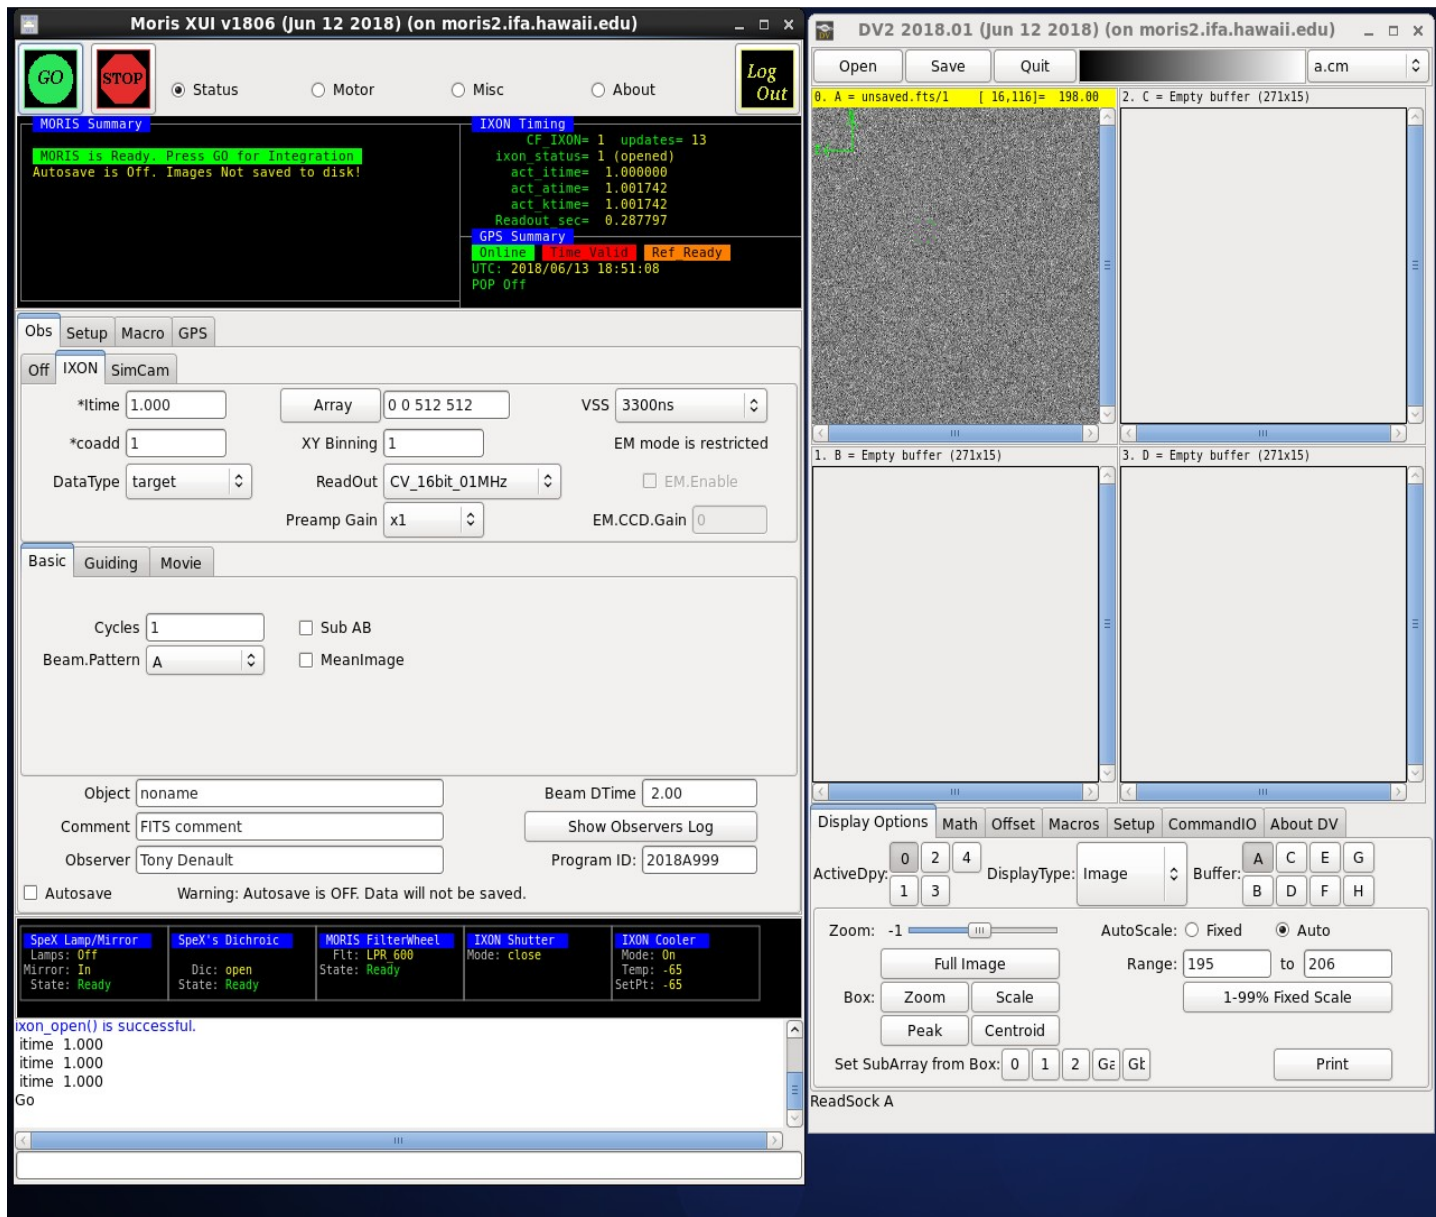 Moris XUI v1806 (Jun 12 2018) (on moris2.ifa.hawaii.edu)
GO
STOP
Status
Motor
Misc
About
Log Out
MORIS Summary
MORIS is Ready. Press GO for Integration
Autosave is Off. Images Not saved to disk!
IXON Timing
CF_IXON= 1 updates= 13
ixon_status= 1 (opened)
act_itime= 1.000000
act_atime= 1.001742
act_ktime= 1.001742
Readout_sec= 0.287797
GPS Summary
Online Time Valid Ref_Ready
UTC: 2018/06/13 18:51:08
POP Off
Obs Setup Macro GPS
Off IXON SimCam
*Itime 1.000 Array 0 0 512 512 VSS 3300ns
*coadd 1 XY Binning 1 EM mode is restricted
DataType target ReadOut CV_16bit_01MHz EM.Enable
Preamp Gain x1 EM.CCD.Gain 0
Basic Guiding Movie
Cycles 1 Sub AB
Beam.Pattern A MeanImage
Object noname Beam DTime 2.00
Comment FITS comment Show Observers Log
Observer Tony Denault Program ID: 2018A999
Autosave Warning: Autosave is OFF. Data will not be saved.
SpeX Lamp/Mirror
Lamps: Off
Mirror: In
State: Ready
SpeX's Dichroic
Dic: open
State: Ready
MORIS FilterWheel
Flt: LPR_600
State: Ready
IXON Shutter
Mode: close
IXON Cooler
Mode: On
Temp: -65
SetPt: -65
ixon_open() is successful.
itime 1.000
itime 1.000
itime 1.000
Go
DV2 2018.01 (Jun 12 2018) (on moris2.ifa.hawaii.edu)
Open Save Quit a.cm
0. A = unsaved.fts/1 [ 16,116]= 198.00
2. C = Empty buffer (271x15)
1. B = Empty buffer (271x15)
3. D = Empty buffer (271x15)
Display Options Math Offset Macros Setup CommandIO About DV
ActiveDpy: 0 2 4 DisplayType: Image Buffer: A C E G
1 3 B D F H
Zoom: -1 AutoScale: Fixed Auto
Full Image Range: 195 to 206
Box: Zoom Scale 1-99% Fixed Scale
Peak Centroid
Set SubArray from Box: 0 1 2 Print
ReadSock A